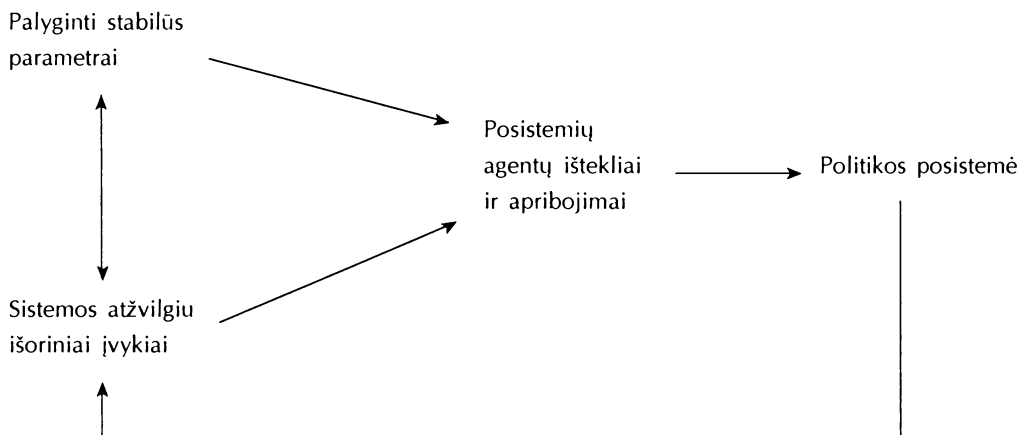 Palyginti stabilūs
parametrai
Posistemių
agentų ištekliai
ir apribojimai
Politikos posistemė
Sistemos atžvilgiu
išoriniai įvykiai